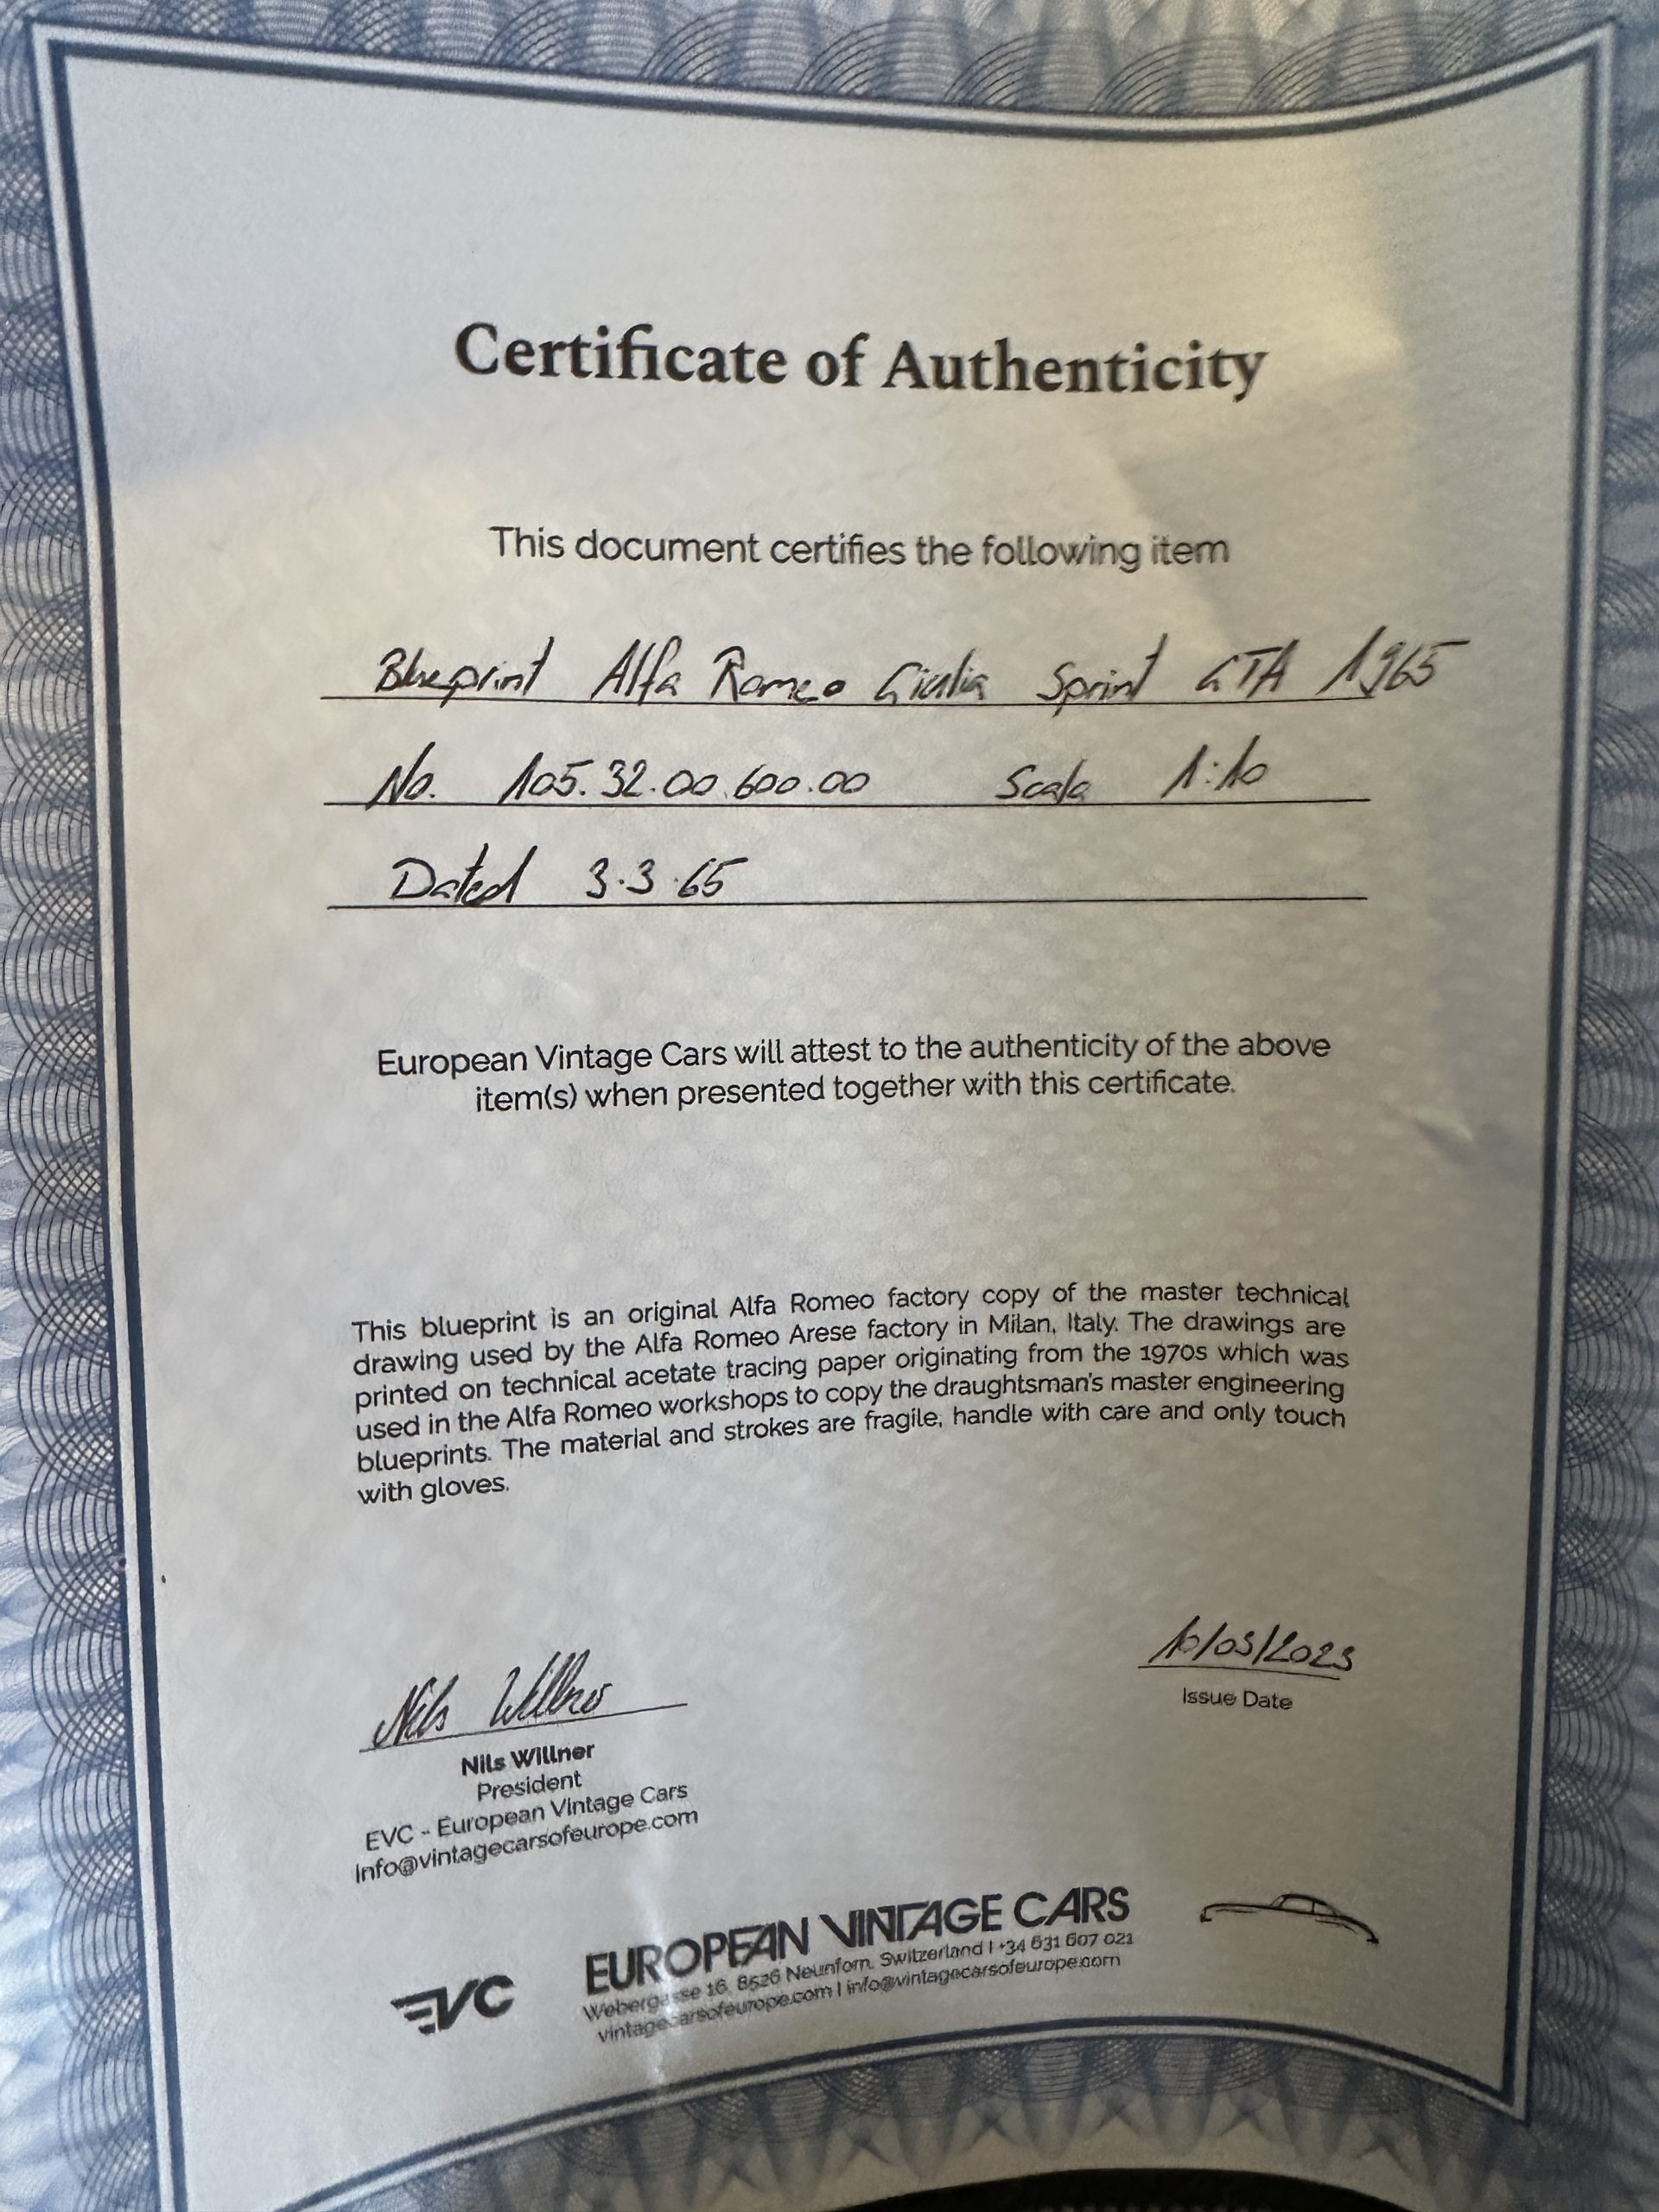 Certificate of Authenticity
This document certifies the following item
Blueprint Alfa Romeo Giulia Sprint GTA 1965
No. 105.32.00.600.00 Scala 1:10
Dated 3.3.65
European Vintage Cars will attest to the authenticity of the above
item(s) when presented together with this certificate.
This blueprint is an original Alfa Romeo factory copy of the master technical
drawing used by the Alfa Romeo Arese factory in Milan, Italy. The drawings are
printed on technical acetate tracing paper originating from the 1970s which was
used in the Alfa Romeo workshops to copy the draughtsman's master engineering
blueprints. The material and strokes are fragile, handle with care and only touch
with gloves.
Nils Willner
10/03/2023
Issue Date
Nils Willner
President
EVC - European Vintage Cars
info@vintagecarsofeurope.com
EVC
EUROPEAN VINTAGE CARS
Webergasse 16, 8526 Neunforn, Switzerland | +34 631 607 021
vintagecarsofeurope.com | info@vintagecarsofeurope.com